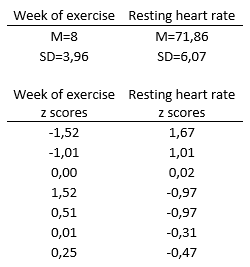 Week of exercise Resting heart rate
M=8 M=71,86
SD=3,96 SD=6,07
Week of exercise Resting heart rate
z scores z scores
-1,52 1,67
-1,01 1,01
0,00 0,02
1,52 -0,97
0,51 -0,97
0,01 -0,31
0,25 -0,47